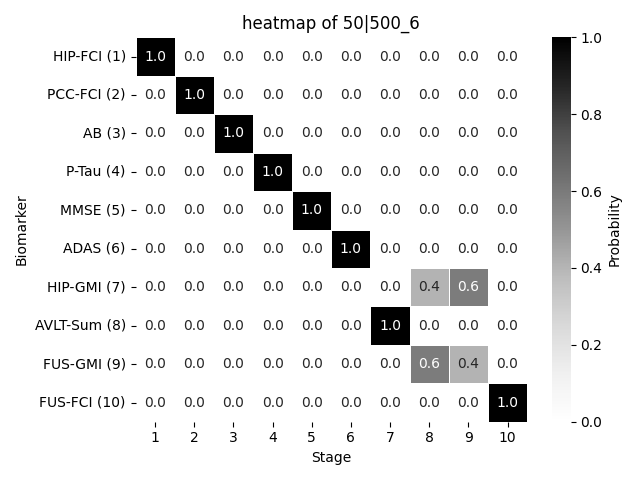 heatmap of 50|500_6
HIP-FCI (1) 1.0 0.0 0.0 0.0 0.0 0.0 0.0 0.0 0.0 0.0
PCC-FCI (2) 0.0 1.0 0.0 0.0 0.0 0.0 0.0 0.0 0.0 0.0
AB (3) 0.0 0.0 1.0 0.0 0.0 0.0 0.0 0.0 0.0 0.0
P-Tau (4) 0.0 0.0 0.0 1.0 0.0 0.0 0.0 0.0 0.0 0.0
MMSE (5) 0.0 0.0 0.0 0.0 1.0 0.0 0.0 0.0 0.0 0.0
ADAS (6) 0.0 0.0 0.0 0.0 0.0 1.0 0.0 0.0 0.0 0.0
HIP-GMI (7) 0.0 0.0 0.0 0.0 0.0 0.0 0.0 0.4 0.6 0.0
AVLT-Sum (8) 0.0 0.0 0.0 0.0 0.0 0.0 1.0 0.0 0.0 0.0
FUS-GMI (9) 0.0 0.0 0.0 0.0 0.0 0.0 0.0 0.6 0.4 0.0
FUS-FCI (10) 0.0 0.0 0.0 0.0 0.0 0.0 0.0 0.0 0.0 1.0
1 2 3 4 5 6 7 8 9 10
Stage
Biomarker
1.0
0.8
0.6
0.4
0.2
0.0
Probability